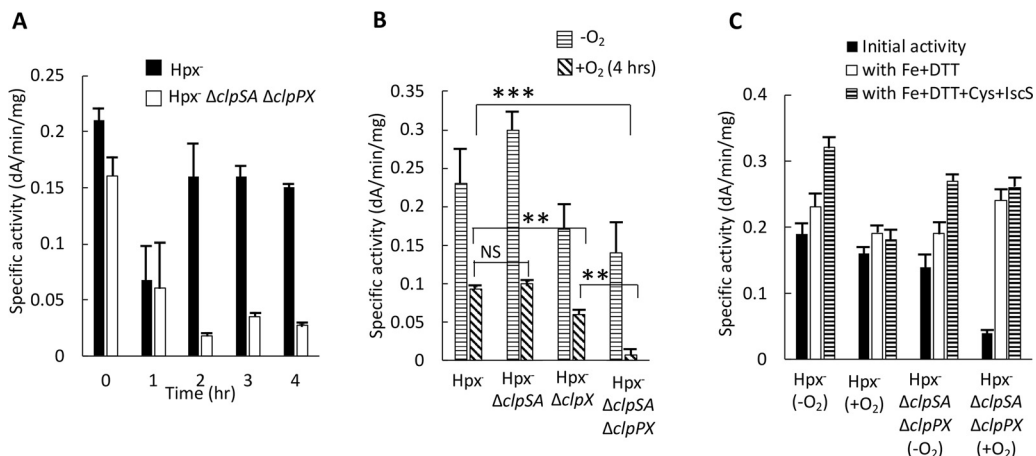 A
Hpx⁻
Hpx⁻ ΔclpSA ΔclpPX
Specific activity (dA/min/mg)
0.25
0.2
0.15
0.1
0.05
0
0 1 2 3 4
Time (hr)
B
-O₂
+O₂ (4 hrs)
Specific activity (dA/min/mg)
0.35
0.3
0.25
0.2
0.15
0.1
0.05
0
***
**
NS
**
Hpx⁻
Hpx⁻
ΔclpSA
Hpx⁻
ΔclpX
Hpx⁻
ΔclpSA
ΔclpPX
C
Initial activity
with Fe+DTT
with Fe+DTT+Cys+IscS
Specific activity (dA/min/mg)
0.4
0.3
0.2
0.1
0
Hpx⁻
(-O₂)
Hpx⁻
(+O₂)
Hpx⁻
ΔclpSA
ΔclpPX
(-O₂)
Hpx⁻
ΔclpSA
ΔclpPX
(+O₂)